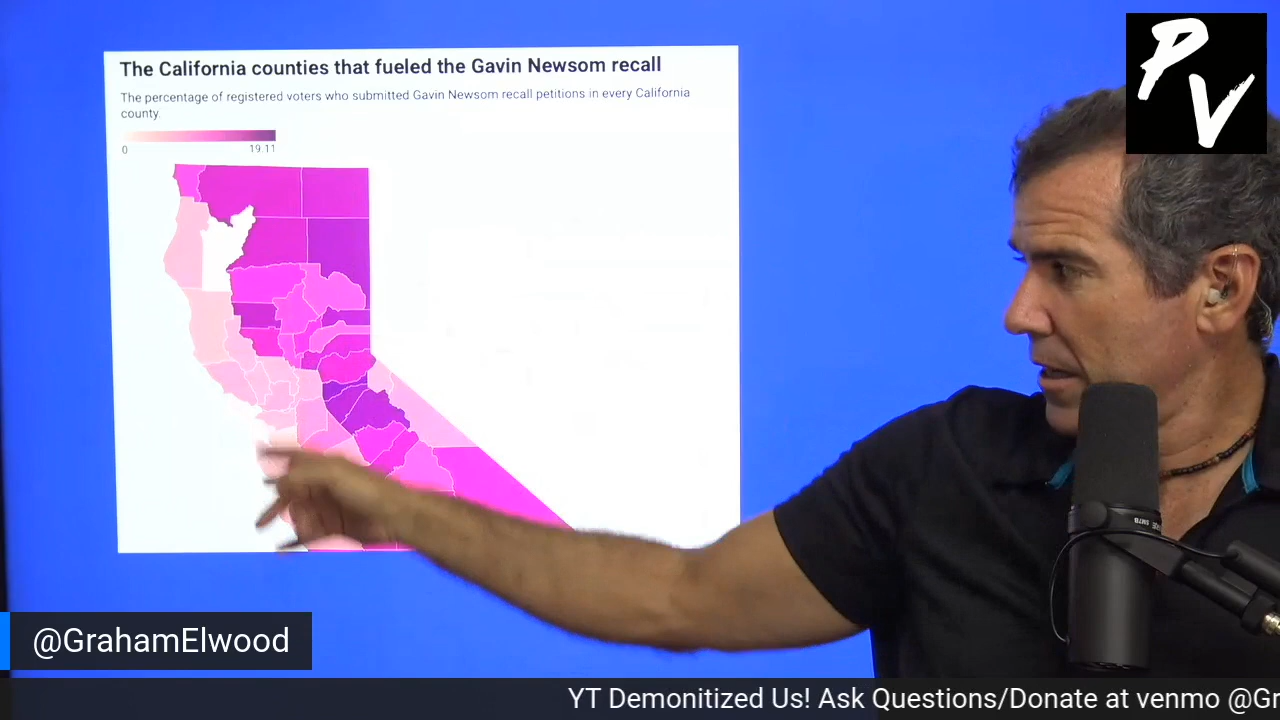 PV
The California counties that fueled the Gavin Newsom recall
The percentage of registered voters who submitted Gavin Newsom recall petitions in every California
county.
0 19.11
SM7B
@GrahamElwood
YT Demonitized Us! Ask Questions/Donate at venmo @Gr